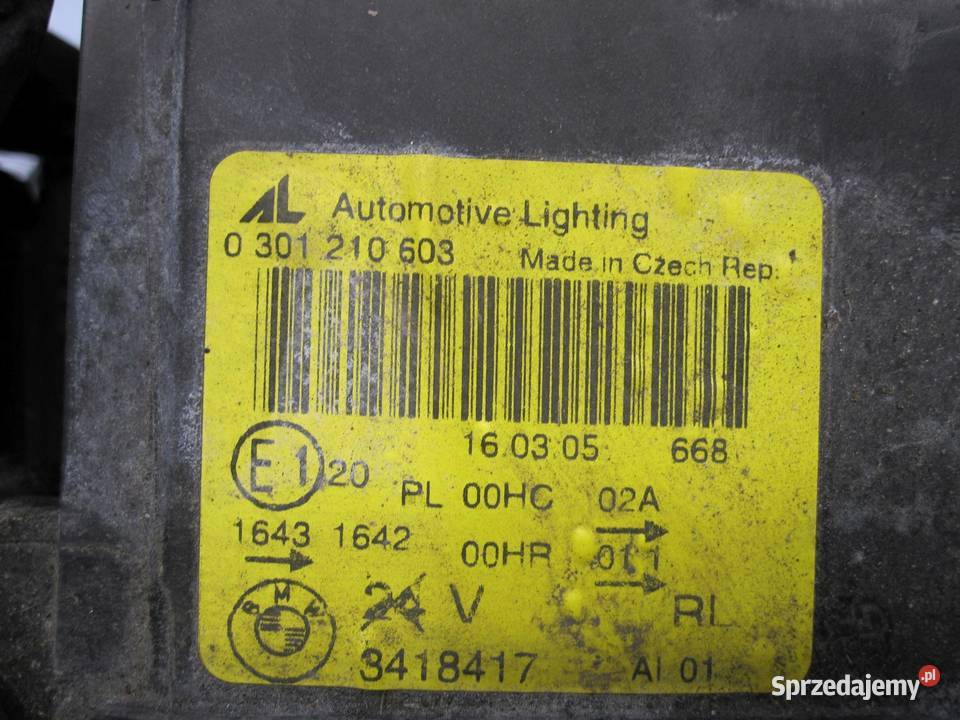 AL Automotive Lighting
0 301 210 603 Made in Czech Rep.
16.03.05 668
E1 20 PL 00HC 02A
1643 1642 00HR 011
BMW 24 V RL
3418417 AI 01
Sprzedajemy.pl